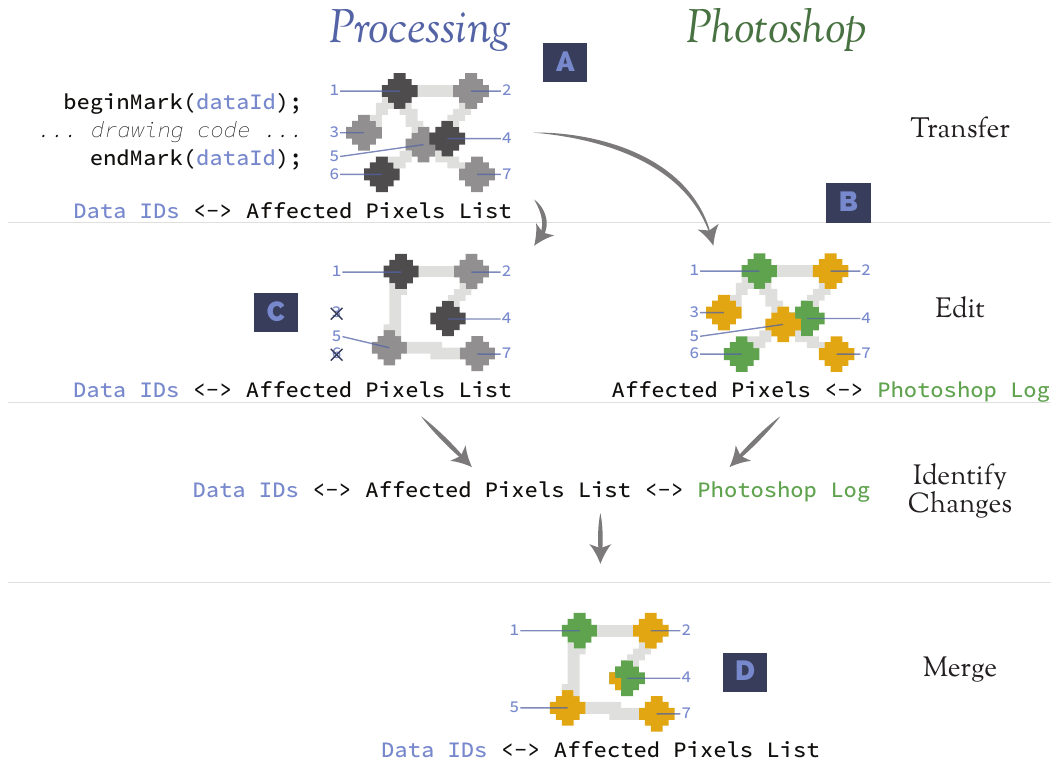 Processing
Photoshop
A
1
2
beginMark(dataId);
... drawing code ...
3
4
endMark(dataId);
5
6
7
Transfer
Data IDs <-> Affected Pixels List
B
1
2
C
3
4
5
6
7
1
2
3
4
5
6
7
Edit
Data IDs <-> Affected Pixels List
Affected Pixels <-> Photoshop Log
Data IDs <-> Affected Pixels List <-> Photoshop Log
Identify
Changes
1
2
4
D
5
7
Merge
Data IDs <-> Affected Pixels List